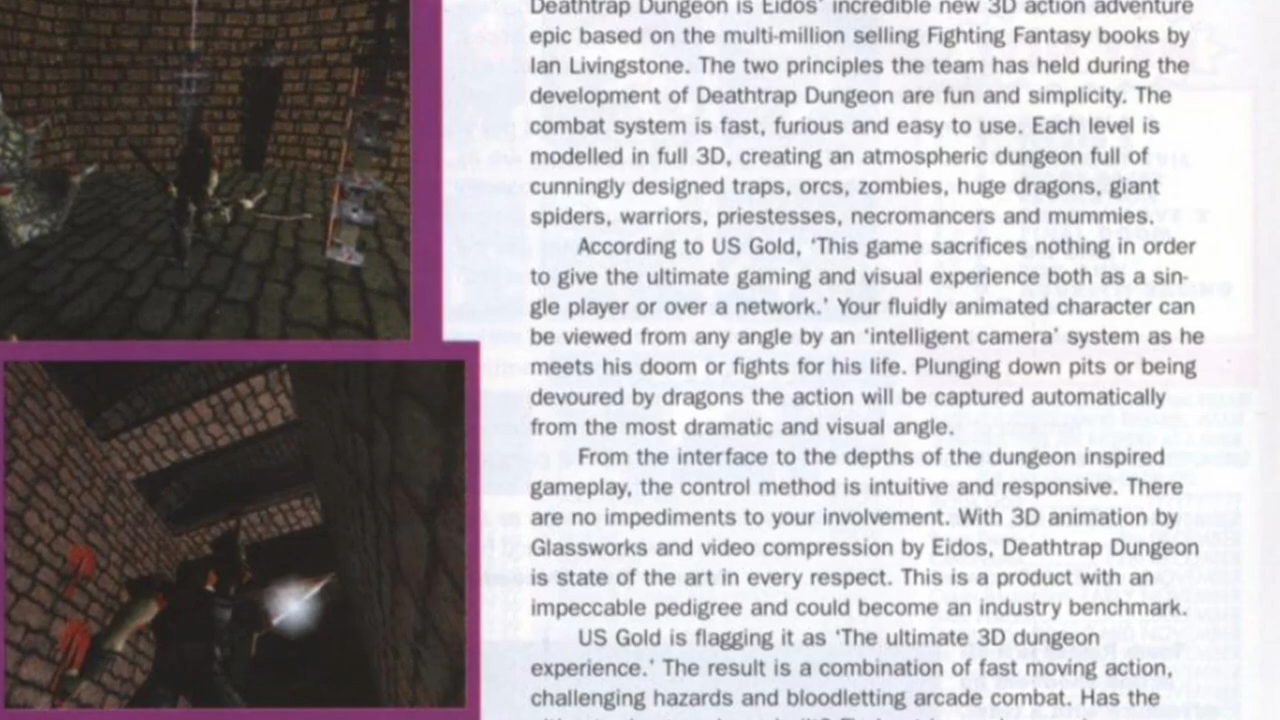 Deathtrap Dungeon is Eidos' incredible new 3D action adventure
epic based on the multi-million selling Fighting Fantasy books by
Ian Livingstone. The two principles the team has held during the
development of Deathtrap Dungeon are fun and simplicity. The
combat system is fast, furious and easy to use. Each level is
modelled in full 3D, creating an atmospheric dungeon full of
cunningly designed traps, orcs, zombies, huge dragons, giant
spiders, warriors, priestesses, necromancers and mummies.
According to US Gold, 'This game sacrifices nothing in order
to give the ultimate gaming and visual experience both as a sin-
gle player or over a network.' Your fluidly animated character can
be viewed from any angle by an 'intelligent camera' system as he
meets his doom or fights for his life. Plunging down pits or being
devoured by dragons the action will be captured automatically
from the most dramatic and visual angle.
From the interface to the depths of the dungeon inspired
gameplay, the control method is intuitive and responsive. There
are no impediments to your involvement. With 3D animation by
Glassworks and video compression by Eidos, Deathtrap Dungeon
is state of the art in every respect. This is a product with an
impeccable pedigree and could become an industry benchmark.
US Gold is flagging it as 'The ultimate 3D dungeon
experience.' The result is a combination of fast moving action,
challenging hazards and bloodletting arcade combat. Has the